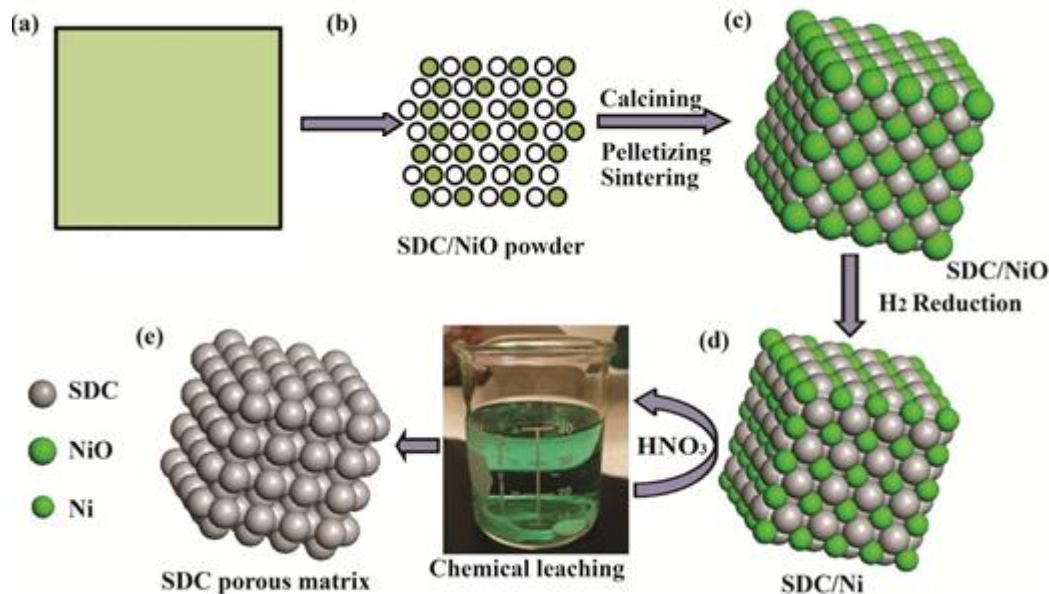 (a)
(b)
(c)
Calcining
Pelletizing
Sintering
SDC/NiO powder
SDC/NiO
H2 Reduction
(e)
(d)
SDC
NiO
Ni
HNO3
SDC porous matrix
Chemical leaching
SDC/Ni